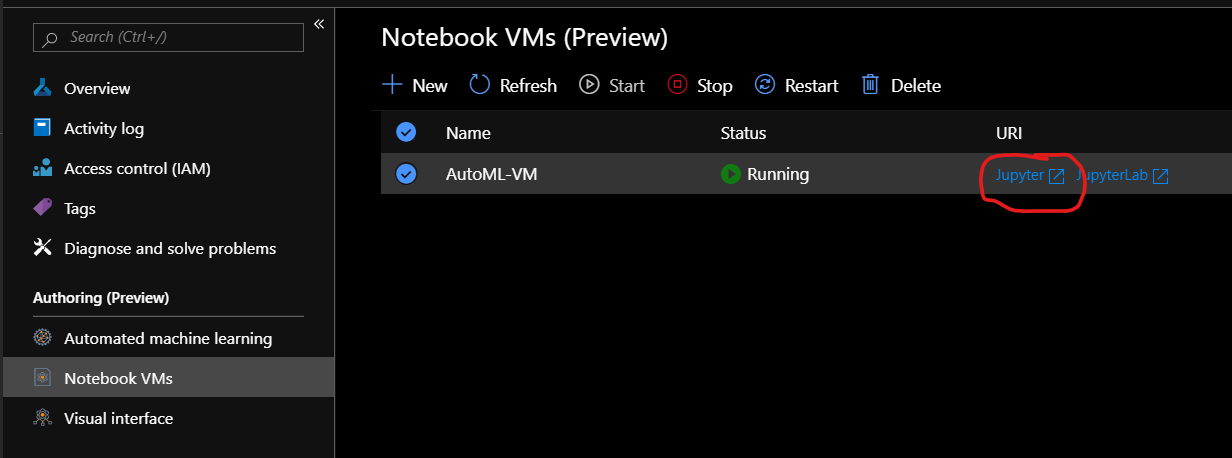 Search (Ctrl+/)
Overview
Activity log
Access control (IAM)
Tags
Diagnose and solve problems
Authoring (Preview)
Automated machine learning
Notebook VMs
Visual interface
Notebook VMs (Preview)
New Refresh Start Stop Restart Delete
Name Status URI
AutoML-VM Running Jupyter JupyterLab